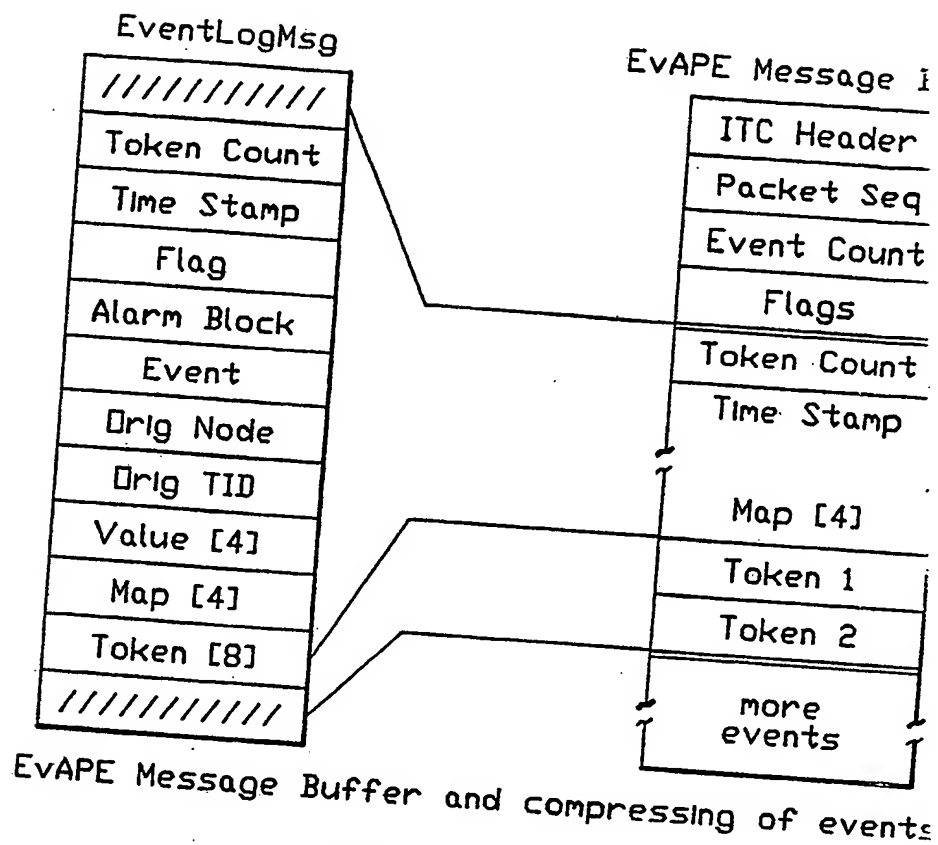 EventLogMsg
///////////
Token Count
Time Stamp
Flag
Alarm Block
Event
Orig Node
Orig TID
Value [4]
Map [4]
Token [8]
///////////
EvAPE Message
ITC Header
Packet Seq
Event Count
Flags
Token Count
Time Stamp
Map [4]
Token 1
Token 2
more
events
EvAPE Message Buffer and compressing of events